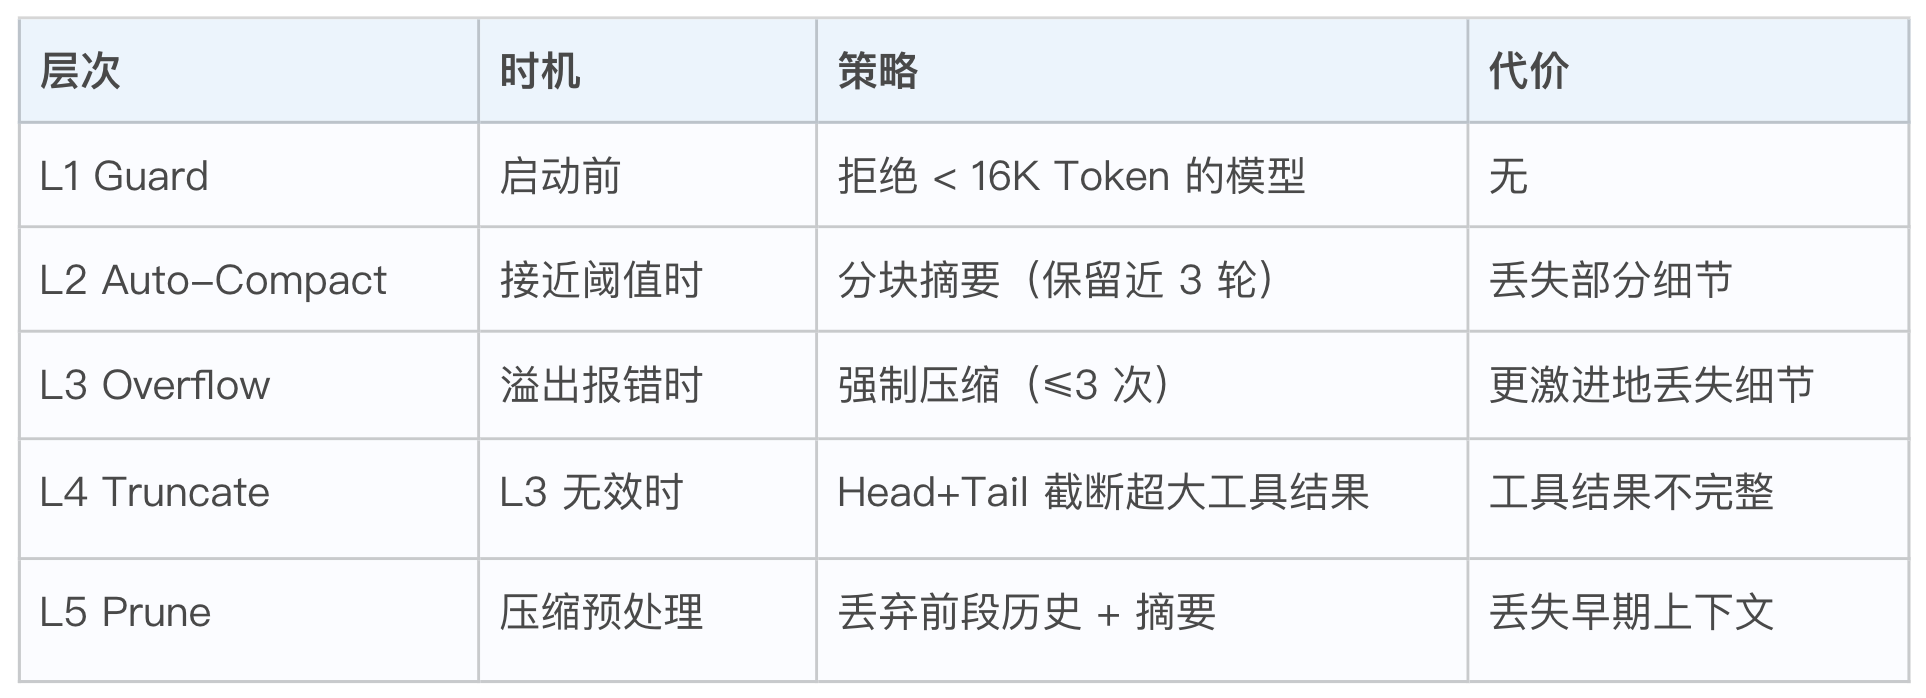 层次 时机 策略 代价
L1 Guard 启动前 拒绝 < 16K Token 的模型 无
L2 Auto-Compact 接近阈值时 分块摘要（保留近 3 轮） 丢失部分细节
L3 Overflow 溢出报错时 强制压缩（≤3 次） 更激进地丢失细节
L4 Truncate L3 无效时 Head+Tail 截断超大工具结果 工具结果不完整
L5 Prune 压缩预处理 丢弃前段历史 + 摘要 丢失早期上下文